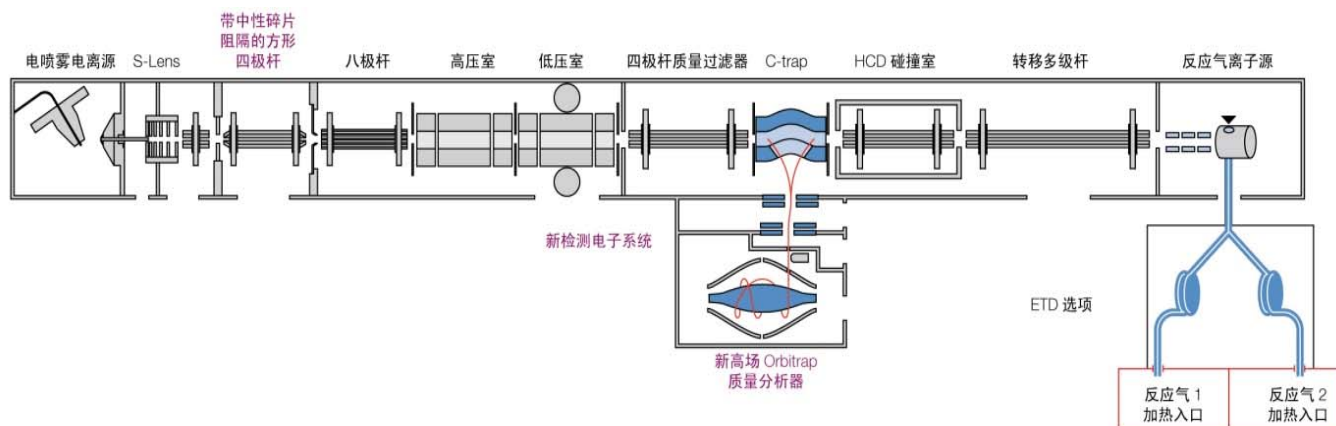 电喷雾电离源
S-Lens
带中性碎片
阻隔的方形
四极杆
八极杆
高压室
低压室
四极杆质量过滤器
C-trap
HCD 碰撞室
转移多级杆
反应气离子源
新检测电子系统
ETD 选项
新高场 Orbitrap
质量分析器
反应气 1
加热入口
反应气 2
加热入口